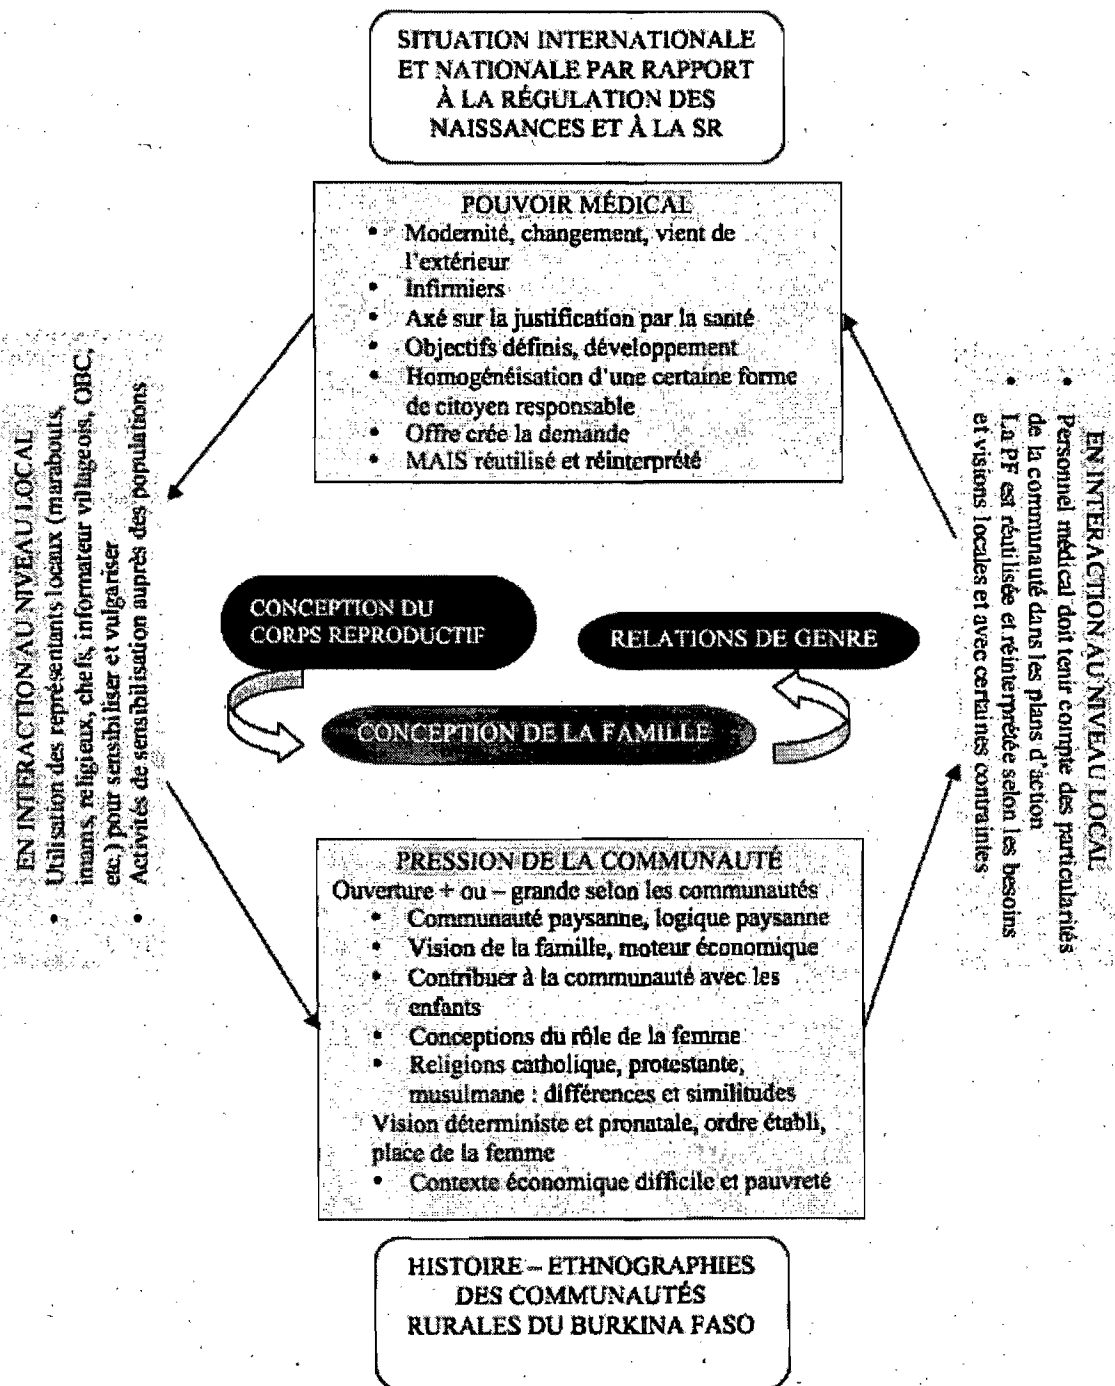 SITUATION INTERNATIONALE
ET NATIONALE PAR RAPPORT
À LA RÉGULATION DES
NAISSANCES ET À LA SR
POUVOIR MÉDICAL
• Modernité, changement, vient de
l'extérieur
• Infirmiers
• Axé sur la justification par la santé
• Objectifs définis, développement
• Homogénéisation d'une certaine forme
de citoyen responsable
• Offre crée la demande
• MAIS réutilisé et réinterprété
EN INTERACTION AU NIVEAU LOCAL
• Utilisation des représentants locaux (marabouts,
imams, religieux, chefs, informateur villageois, OBC,
etc.) pour sensibiliser et vulgariser
• Activités de sensibilisation auprès des populations
EN INTERACTION AU NIVEAU LOCAL
• Personnel médical doit tenir compte des particularités
de la communauté dans les plans d'action
• La PF est réutilisée et réinterprétée selon les besoins
et visions locales et avec certaines contraintes
CONCEPTION DU
CORPS REPRODUCTIF
RELATIONS DE GENRE
CONCEPTION DE LA FAMILLE
PRESSION DE LA COMMUNAUTÉ
Ouverture + ou – grande selon les communautés
• Communauté paysanne, logique paysanne
• Vision de la famille, moteur économique
• Contribuer à la communauté avec les
enfants
• Conceptions du rôle de la femme
• Religions catholique, protestante,
musulmane : différences et similitudes
Vision déterministe et pronatale, ordre établi,
place de la femme
• Contexte économique difficile et pauvreté
HISTOIRE – ETHNOGRAPHIES
DES COMMUNAUTÉS
RURALES DU BURKINA FASO